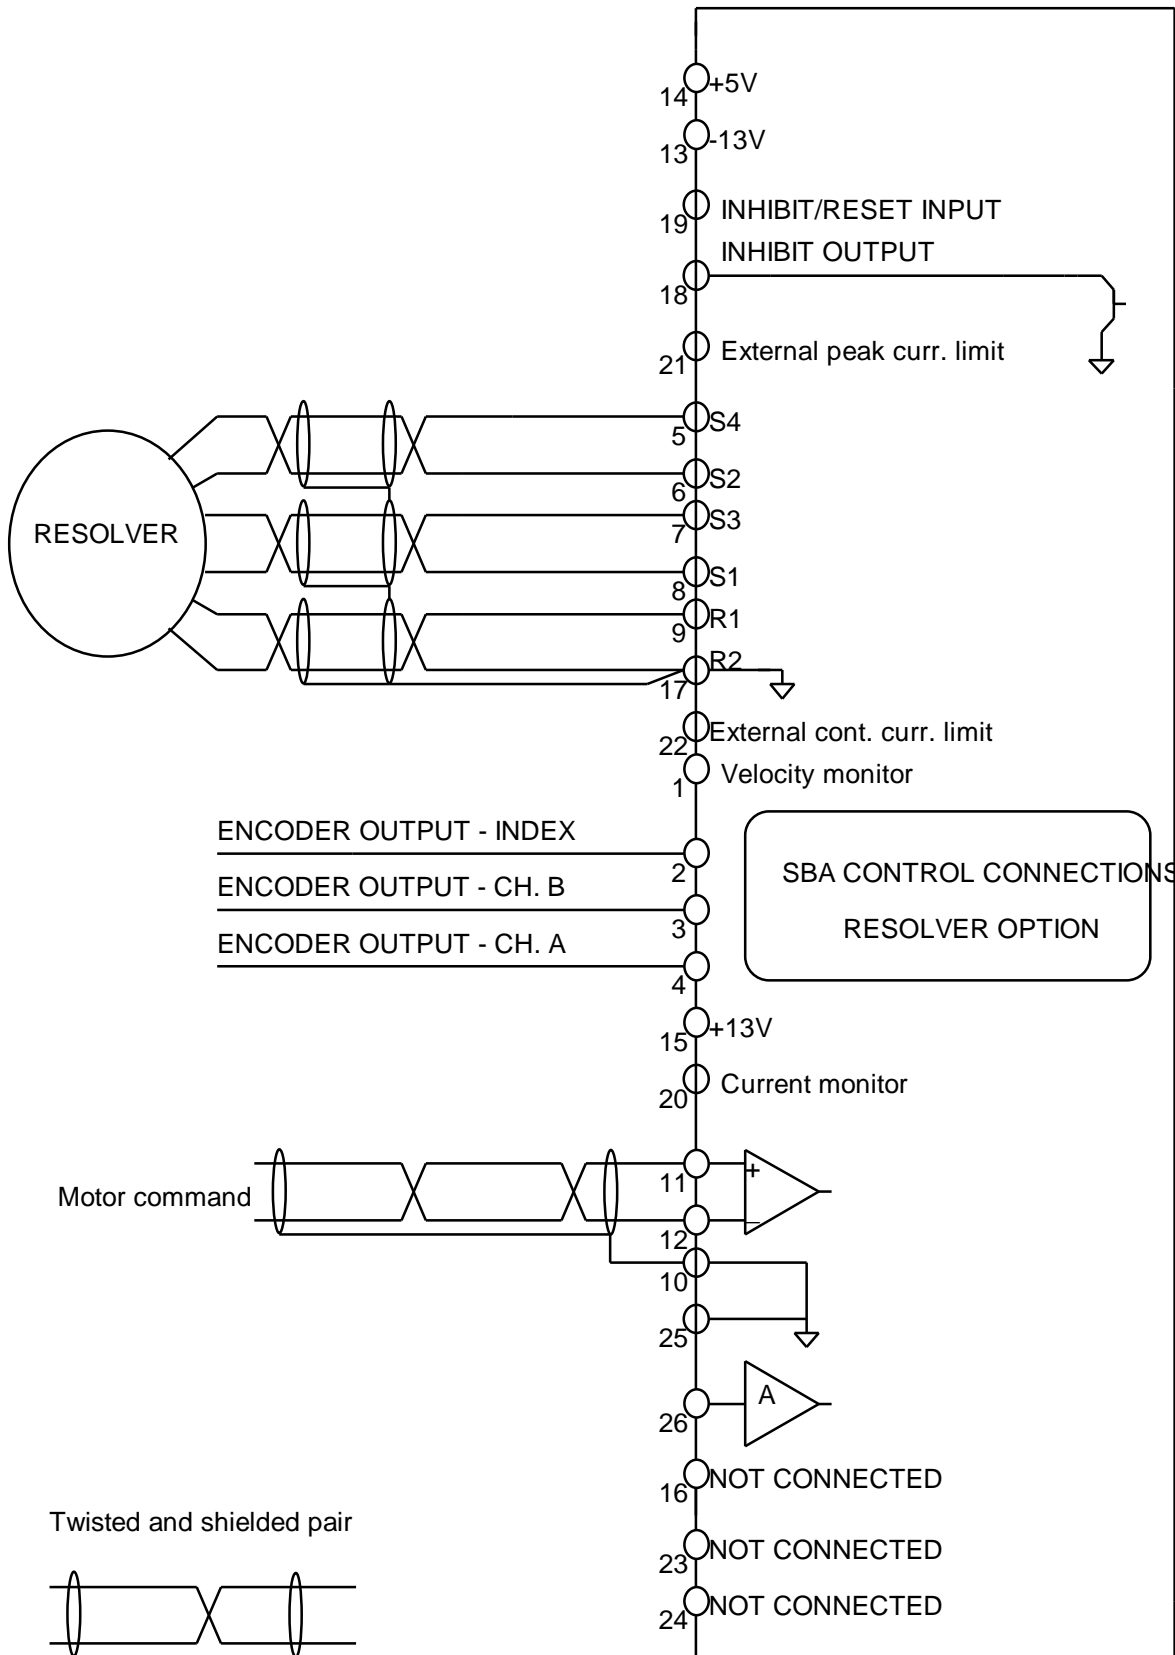 14 +5V
13 -13V
19 INHIBIT/RESET INPUT
INHIBIT OUTPUT
18
21 External peak curr. limit
5 S4
6 S2
RESOLVER
7 S3
8 S1
9 R1
17 R2
22 External cont. curr. limit
1 Velocity monitor
ENCODER OUTPUT - INDEX
2
ENCODER OUTPUT - CH. B
3
ENCODER OUTPUT - CH. A
4
SBA CONTROL CONNECTIONS
RESOLVER OPTION
15 +13V
20 Current monitor
Motor command
11 +
12 _
10
25
26 A
16 NOT CONNECTED
23 NOT CONNECTED
24 NOT CONNECTED
Twisted and shielded pair